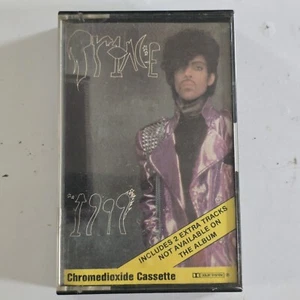 PRINCE
1999
INCLUDES 2 EXTRA TRACKS
NOT AVAILABLE ON
THE ALBUM
Chromedioxide Cassette